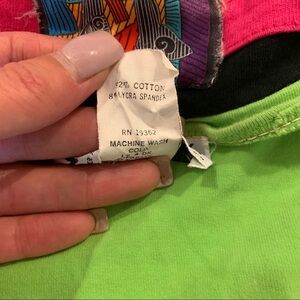 92% COTTON
8% LYCRA SPANDEX
RN 19362
MACHINE WASH
COLD